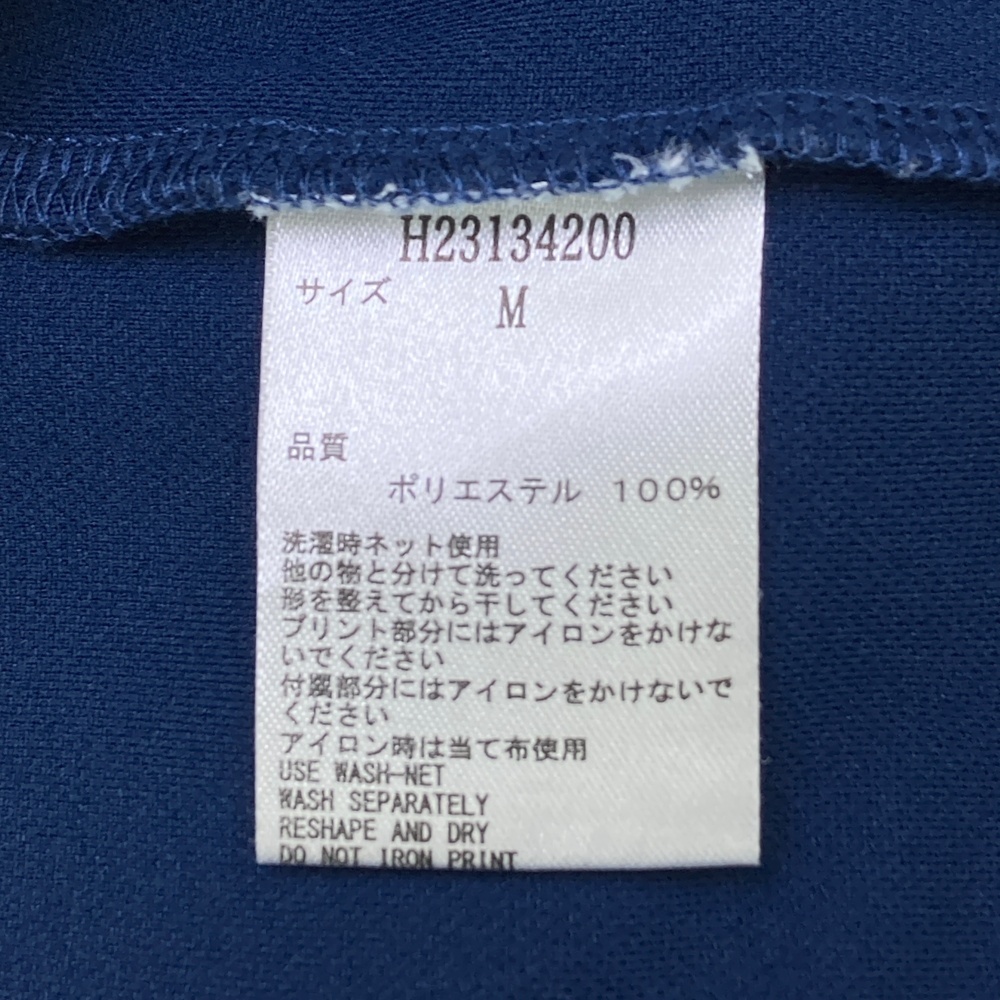 H23134200
サイズ M
品質
ポリエステル 100%
洗濯時ネット使用
他の物と分けて洗ってください
形を整えてから干してください
プリント部分にはアイロンをかけな
いでください
付属部分にはアイロンをかけないで
ください
アイロン時は当て布使用
USE WASH-NET
WASH SEPARATELY
RESHAPE AND DRY
DO NOT IRON PRINT